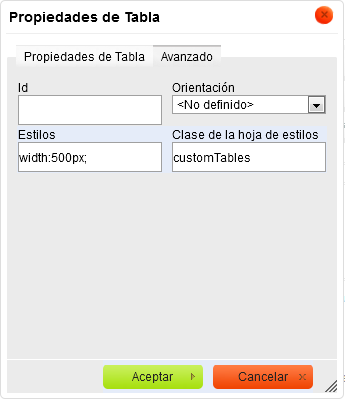 Propiedades de Tabla
Propiedades de Tabla Avanzado
Id Orientación
<No definido>
Estilos Clase de la hoja de estilos
width:500px; customTables
Aceptar Cancelar